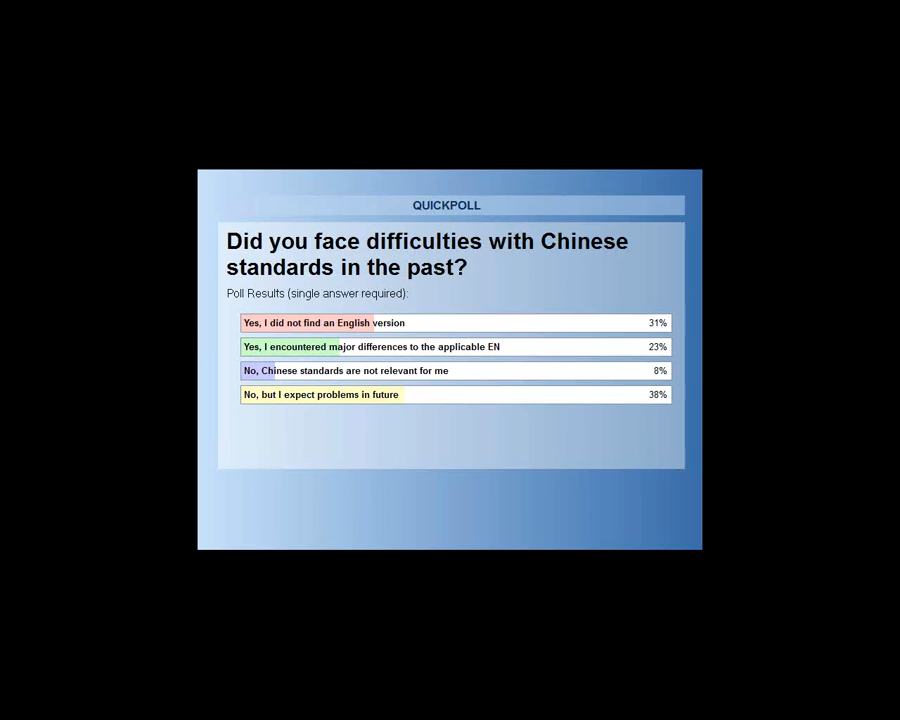 QUICKPOLL
Did you face difficulties with Chinese
standards in the past?
Poll Results (single answer required):
Yes, I did not find an English version 31%
Yes, I encountered major differences to the applicable EN 23%
No, Chinese standards are not relevant for me 8%
No, but I expect problems in future 38%